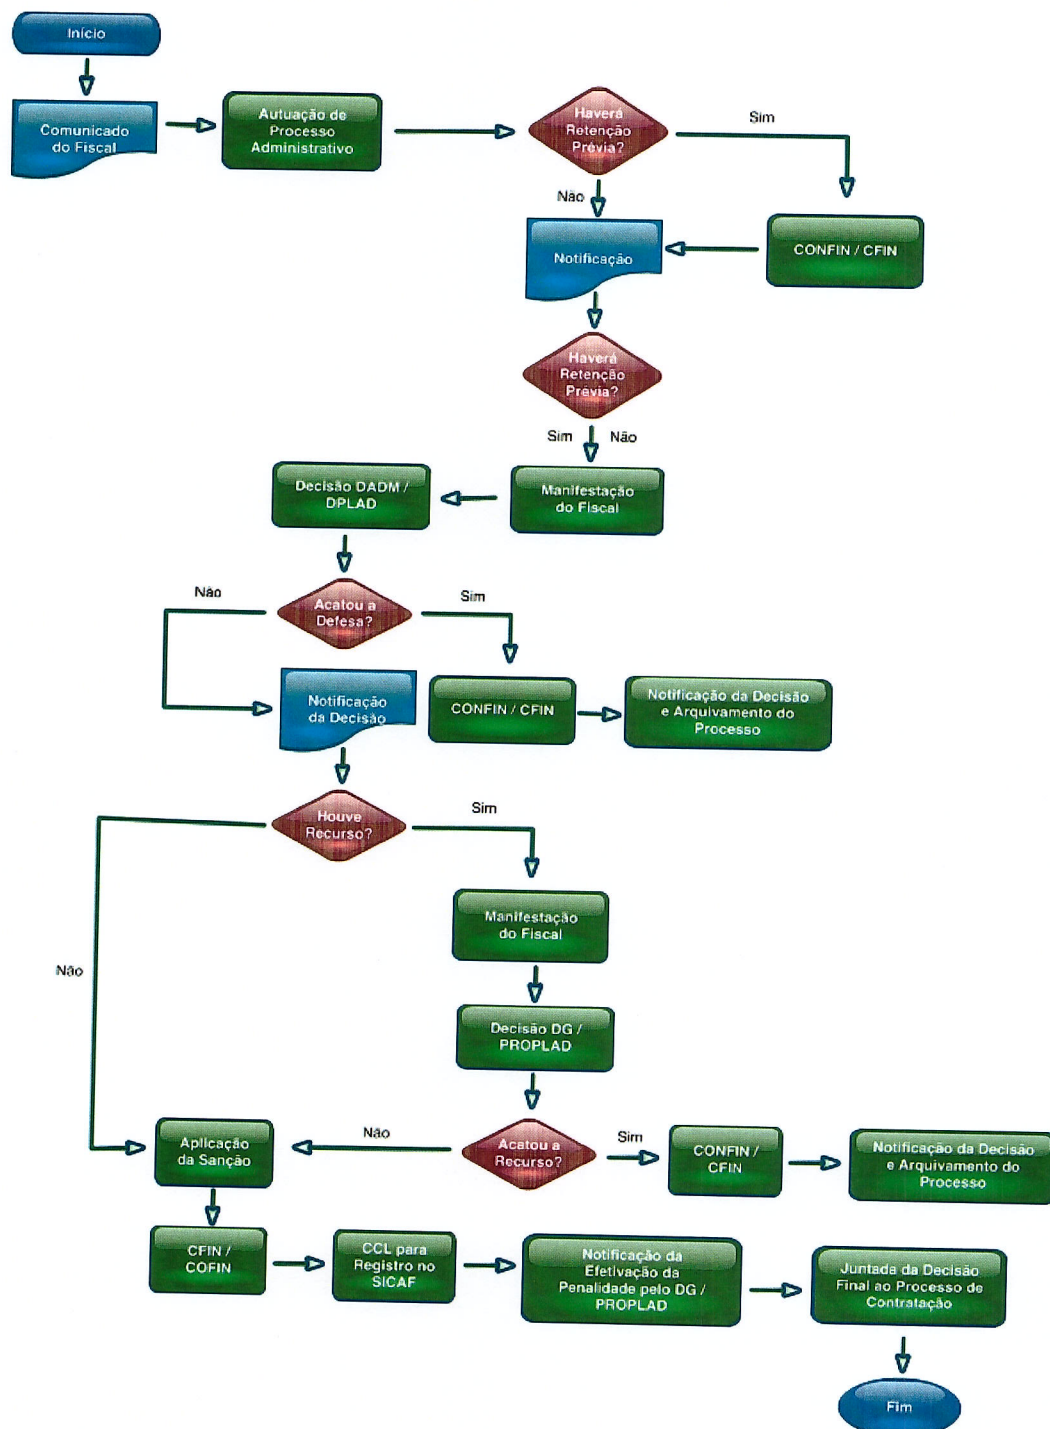 Início
Comunicado
do Fiscal
Autuação de
Processo
Administrativo
Haverá
Retenção
Prévia?
Sim
Não
Notificação
CONFIN / CFIN
Haverá
Retenção
Prévia?
Sim
Não
Decisão DADM /
DPLAD
Manifestação
do Fiscal
Não
Acatou a
Defesa?
Sim
Notificação
da Decisão
CONFIN / CFIN
Notificação da Decisão
e Arquivamento do
Processo
Houve
Recurso?
Sim
Manifestação
do Fiscal
Não
Decisão DG /
PROPLAD
Aplicação
da Sanção
Não
Acatou a
Recurso?
Sim
CONFIN /
CFIN
Notificação da Decisão
e Arquivamento do
Processo
CFIN /
COFIN
CCL para
Registro no
SICAF
Notificação da
Efetivação da
Penalidade pelo DG /
PROPLAD
Juntada da Decisão
Final ao Processo de
Contratação
Fim